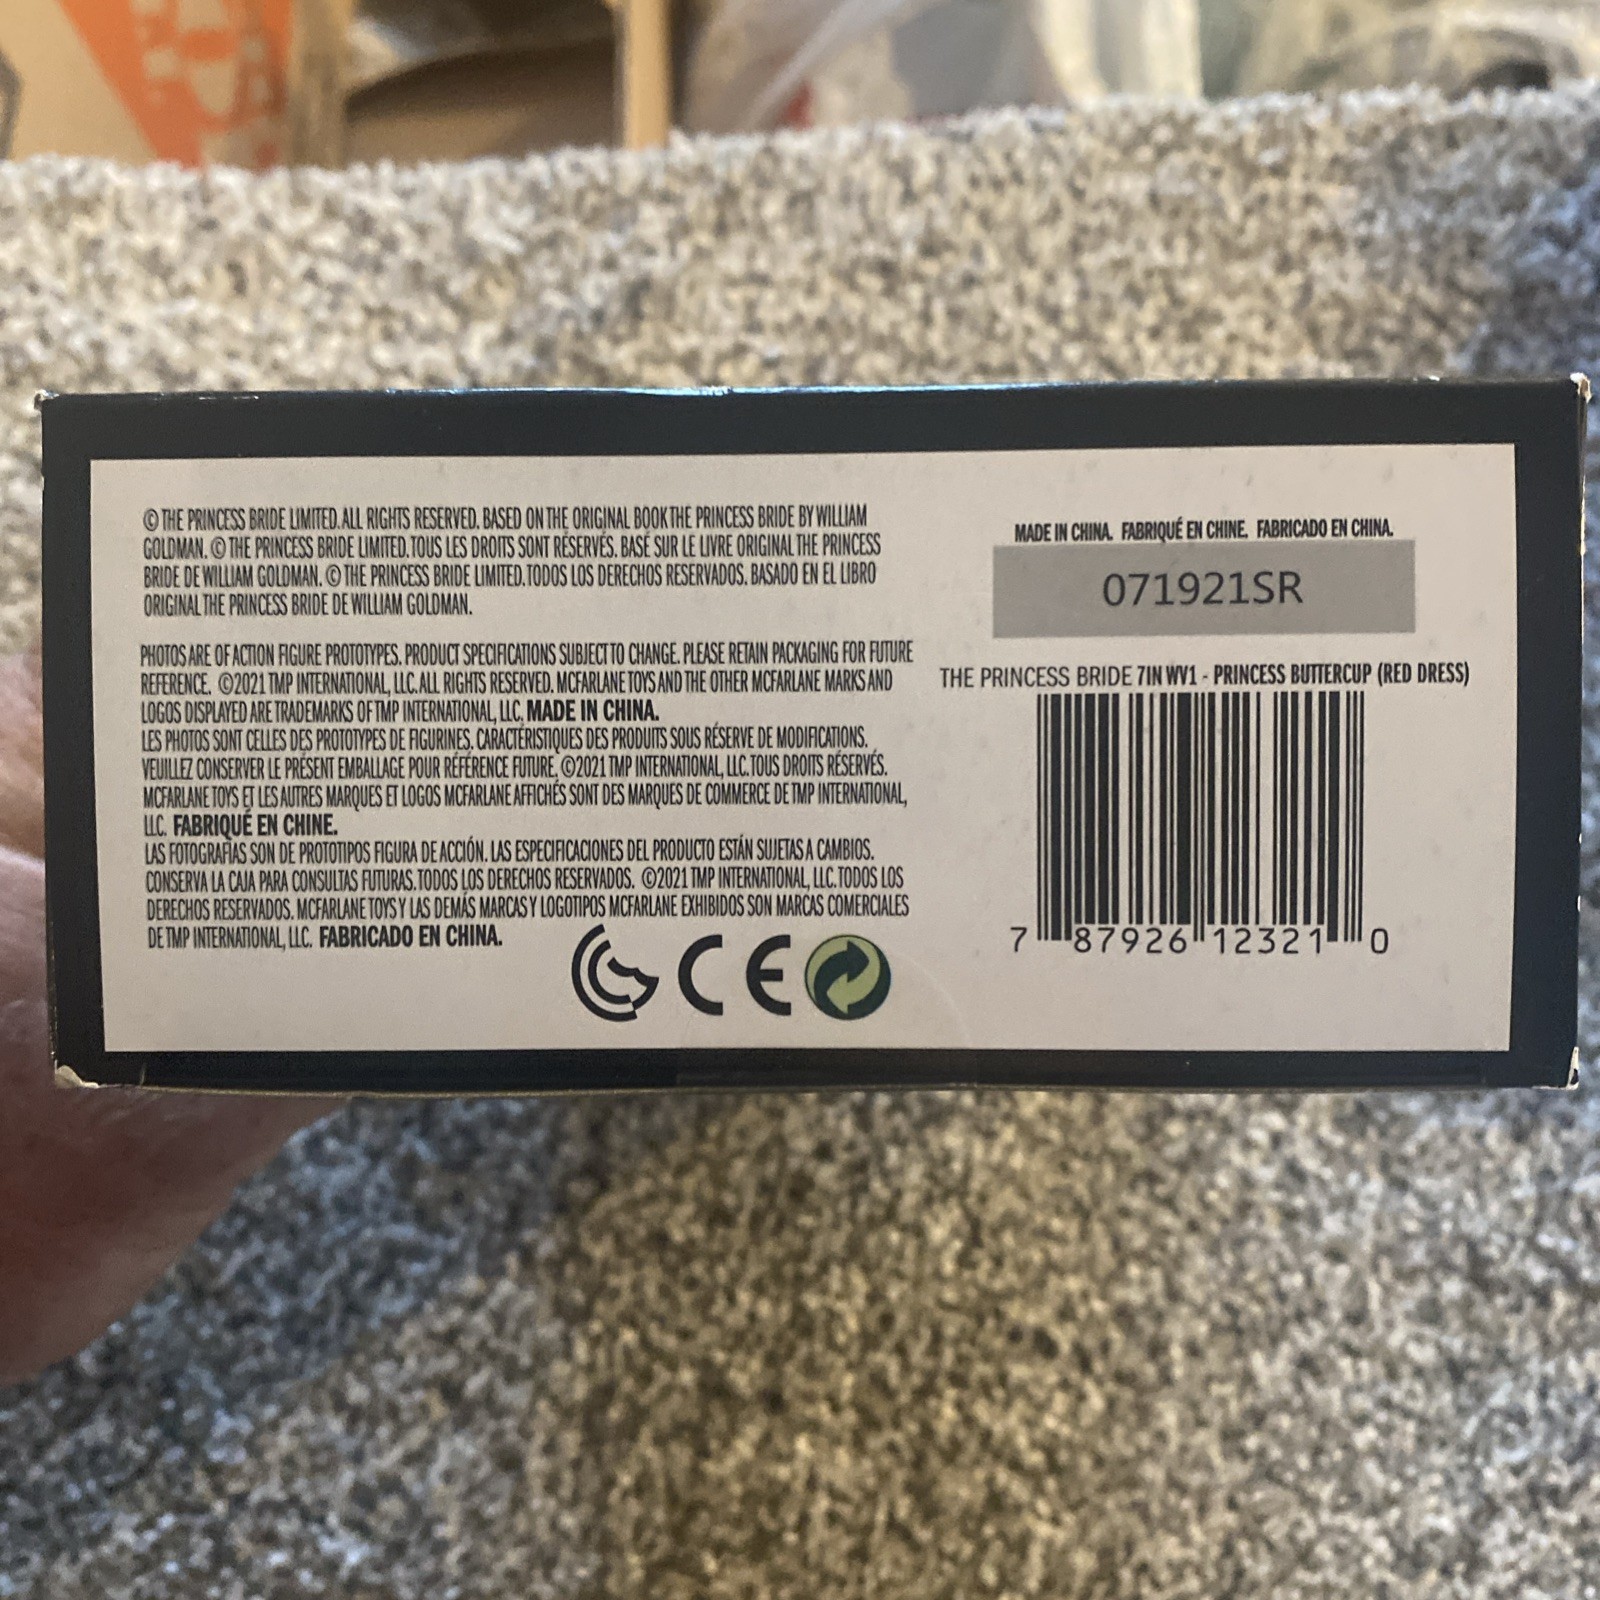 © THE PRINCESS BRIDE LIMITED. ALL RIGHTS RESERVED. BASED ON THE ORIGINAL BOOK THE PRINCESS BRIDE BY WILLIAM
GOLDMAN. © THE PRINCESS BRIDE LIMITED. TOUS LES DROITS SONT RÉSERVÉS. BASÉ SUR LE LIVRE ORIGINAL THE PRINCESS
BRIDE DE WILLIAM GOLDMAN. © THE PRINCESS BRIDE LIMITED. TODOS LOS DERECHOS RESERVADOS. BASADO EN EL LIBRO
ORIGINAL THE PRINCESS BRIDE DE WILLIAM GOLDMAN.
PHOTOS ARE OF ACTION FIGURE PROTOTYPES. PRODUCT SPECIFICATIONS SUBJECT TO CHANGE. PLEASE RETAIN PACKAGING FOR FUTURE
REFERENCE. ©2021 TMP INTERNATIONAL, LLC. ALL RIGHTS RESERVED. MCFARLANE TOYS AND THE OTHER MCFARLANE MARKS AND
LOGOS DISPLAYED ARE TRADEMARKS OF TMP INTERNATIONAL, LLC. MADE IN CHINA.
LES PHOTOS SONT CELLES DES PROTOTYPES DE FIGURINES. CARACTÉRISTIQUES DES PRODUITS SOUS RÉSERVE DE MODIFICATIONS.
VEUILLEZ CONSERVER LE PRÉSENT EMBALLAGE POUR RÉFÉRENCE FUTURE. ©2021 TMP INTERNATIONAL, LLC. TOUS DROITS RÉSERVÉS.
MCFARLANE TOYS ET LES AUTRES MARQUES ET LOGOS MCFARLANE AFFICHÉS SONT DES MARQUES DE COMMERCE DE TMP INTERNATIONAL,
LLC. FABRIQUÉ EN CHINE.
LAS FOTOGRAFÍAS SON DE PROTOTIPOS FIGURA DE ACCIÓN. LAS ESPECIFICACIONES DEL PRODUCTO ESTÁN SUJETAS A CAMBIOS.
CONSERVA LA CAJA PARA CONSULTAS FUTURAS. TODOS LOS DERECHOS RESERVADOS. ©2021 TMP INTERNATIONAL, LLC. TODOS LOS
DERECHOS RESERVADOS. MCFARLANE TOYS Y LAS DEMÁS MARCAS Y LOGOTIPOS MCFARLANE EXHIBIDOS SON MARCAS COMERCIALES
DE TMP INTERNATIONAL, LLC. FABRICADO EN CHINA.
CE
MADE IN CHINA. FABRIQUÉ EN CHINE. FABRICADO EN CHINA.
071921SR
THE PRINCESS BRIDE 7IN WV1 - PRINCESS BUTTERCUP (RED DRESS)
7 87926 12321 0